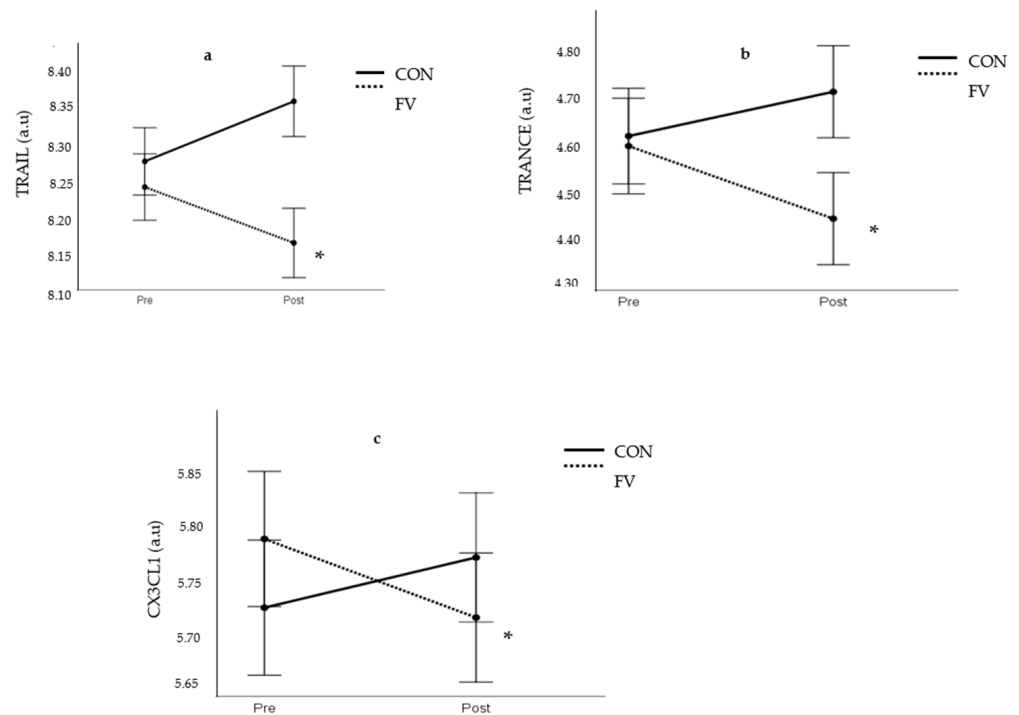 a
8.40
8.35
8.30
8.25
8.20
8.15
8.10
TRAIL (a.u)
Pre
Post
CON
FV
*
b
4.80
4.70
4.60
4.50
4.40
4.30
TRANCE (a.u)
Pre
Post
CON
FV
*
c
5.85
5.80
5.75
5.70
5.65
CX3CL1 (a.u)
Pre
Post
CON
FV
*